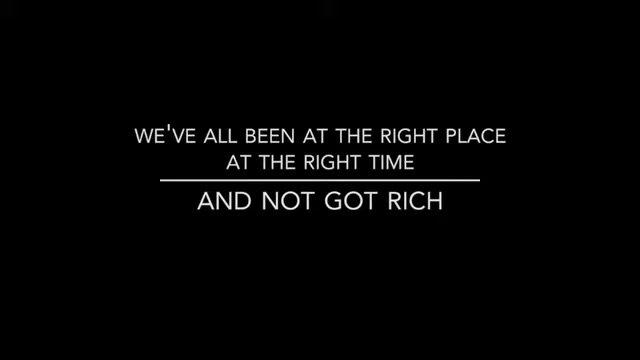 WE'VE ALL BEEN AT THE RIGHT PLACE
AT THE RIGHT TIME
AND NOT GOT RICH